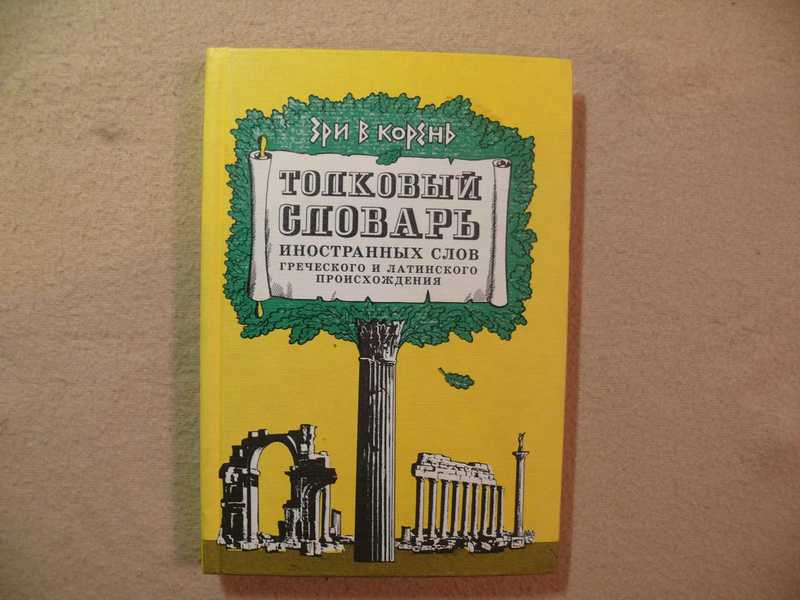 ЗРИ В КОРЕНЬ
ТОЛКОВЫЙ
СЛОВАРЬ
ИНОСТРАННЫХ СЛОВ
ГРЕЧЕСКОГО И ЛАТИНСКОГО
ПРОИСХОЖДЕНИЯ